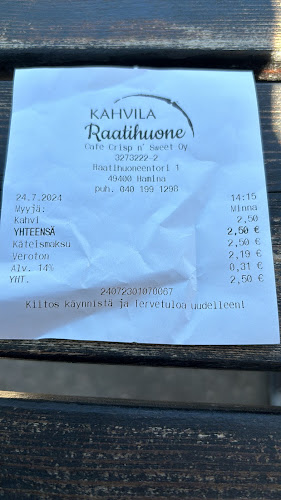 KAHVILA
Raatihuone
Cafe Crisp n' Sweet Oy
3273222-2
Raatihuoneentori 1
49400 Hamina
puh. 040 199 1298
24.7.2024 14:15
Myyjä: Minna
Kahvi 2,50
YHTEENSÄ 2,50 €
Käteismaksu 2,50 €
Veroton 2,19 €
Alv. 14% 0,31 €
YHT. 2,50 €
24072301070067
Kiitos käynnistä ja tervetuloa uudelleen!